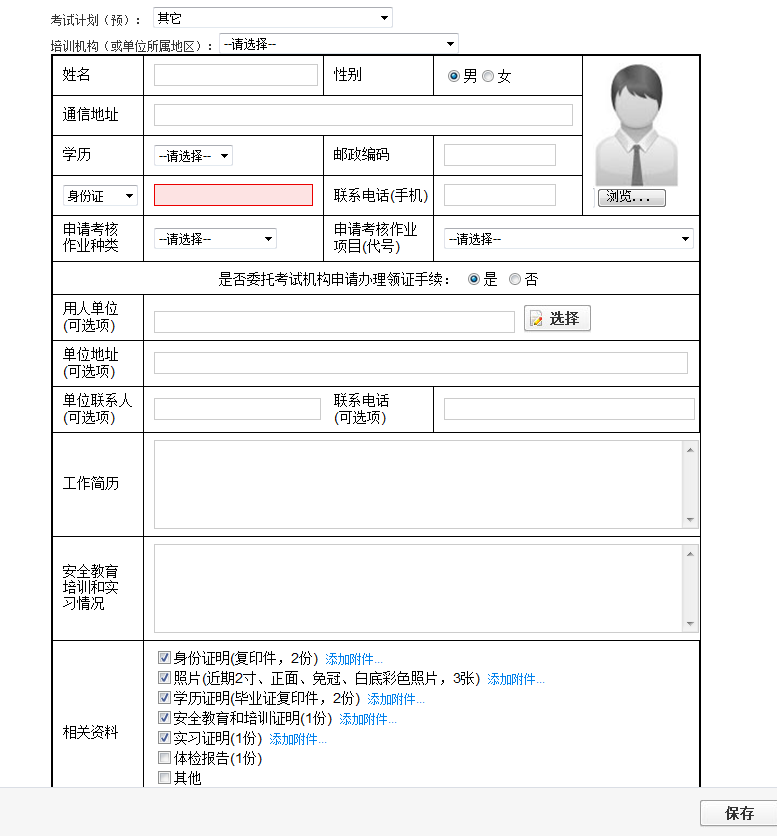 考试计划（预）： 其它
培训机构（或单位所属地区）： --请选择--
姓名 性别 男 女
通信地址
学历 --请选择-- 邮政编码
身份证 联系电话(手机) 浏览...
申请考核
作业种类 --请选择-- 申请考核作业
项目(代号) --请选择--
是否委托考试机构申请办理领证手续： 是 否
用人单位
(可选项) 选择
单位地址
(可选项)
单位联系人
(可选项) 联系电话
(可选项)
工作简历
安全教育
培训和实
习情况
相关资料
身份证明(复印件，2份) 添加附件...
照片(近期2寸、正面、免冠、白底彩色照片，3张) 添加附件...
学历证明(毕业证复印件，2份) 添加附件...
安全教育和培训证明(1份) 添加附件...
实习证明(1份) 添加附件...
体检报告(1份)
其他
保存